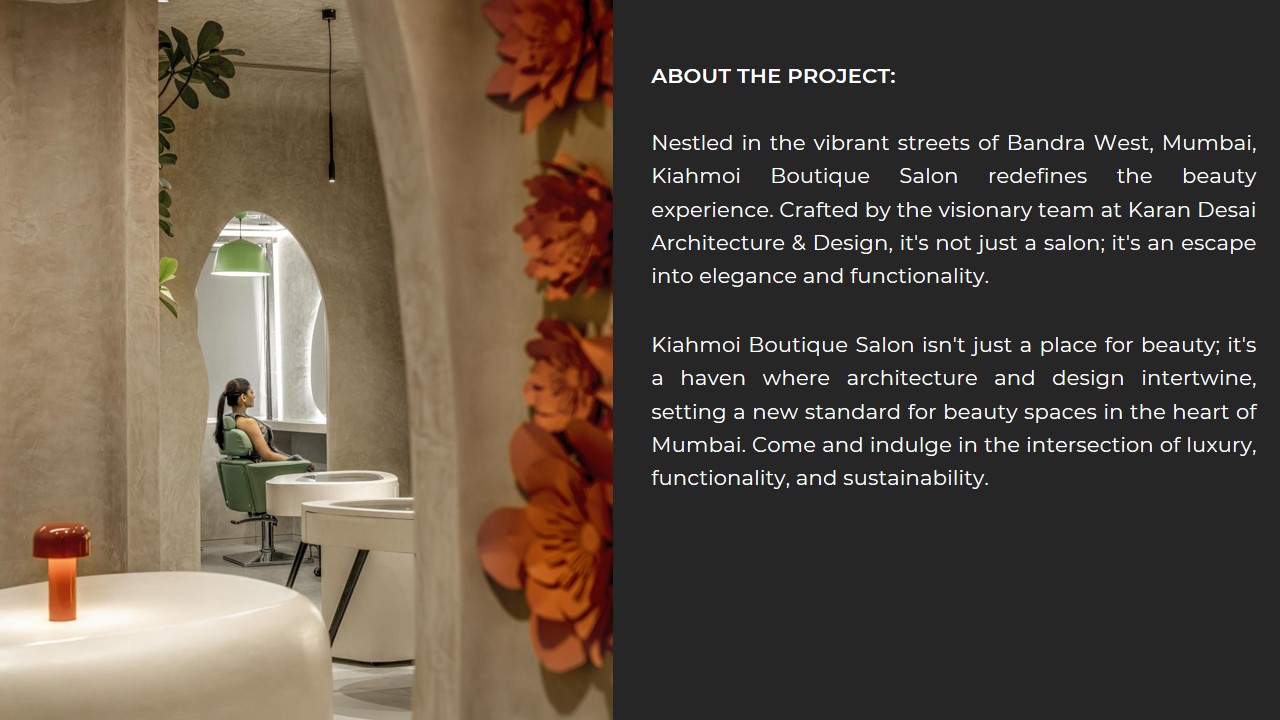 ABOUT THE PROJECT:
Nestled in the vibrant streets of Bandra West, Mumbai,
Kiahmoi Boutique Salon redefines the beauty
experience. Crafted by the visionary team at Karan Desai
Architecture & Design, it's not just a salon; it's an escape
into elegance and functionality.
Kiahmoi Boutique Salon isn't just a place for beauty; it's
a haven where architecture and design intertwine,
setting a new standard for beauty spaces in the heart of
Mumbai. Come and indulge in the intersection of luxury,
functionality, and sustainability.